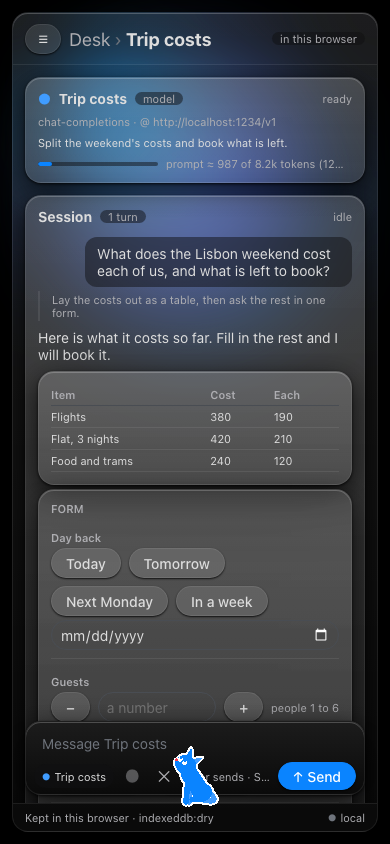 ☰ Desk › Trip costs in this browser
Trip costs model ready
chat-completions · @ http://localhost:1234/v1
Split the weekend's costs and book what is left.
prompt ≈ 987 of 8.2k tokens (12…
Session 1 turn idle
What does the Lisbon weekend cost
each of us, and what is left to book?
Lay the costs out as a table, then ask the rest in one
form.
Here is what it costs so far. Fill in the rest and I
will book it.
Item Cost Each
Flights 380 190
Flat, 3 nights 420 210
Food and trams 240 120
FORM
Day back
Today Tomorrow
Next Monday In a week
mm/dd/yyyy
Guests
− a number + people 1 to 6
Message Trip costs
Trip costs sends · S… ↑ Send
Kept in this browser · indexeddb:dry local